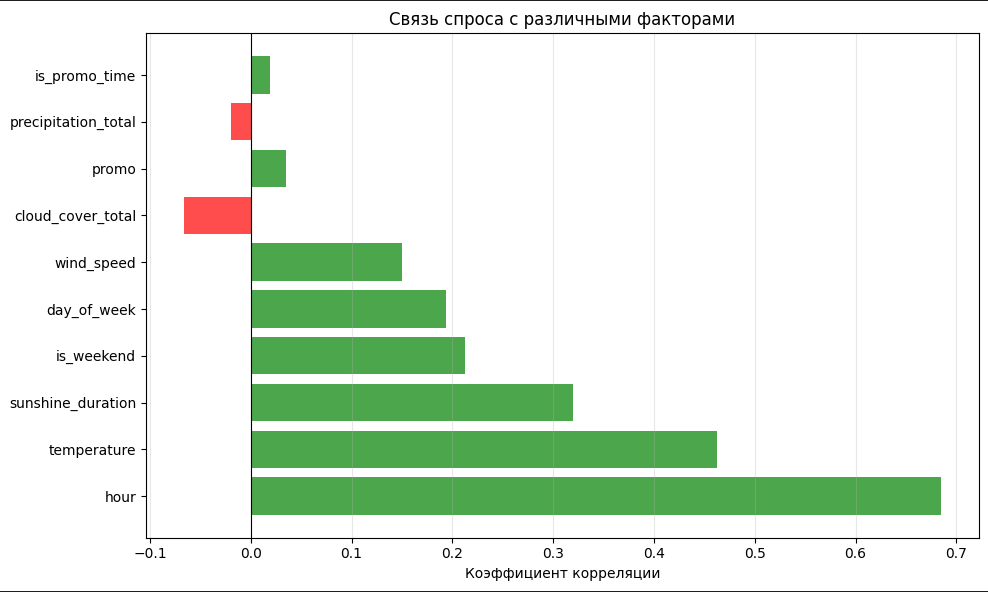 Связь спроса с различными факторами
is_promo_time
precipitation_total
promo
cloud_cover_total
wind_speed
day_of_week
is_weekend
sunshine_duration
temperature
hour
−0.1 0.0 0.1 0.2 0.3 0.4 0.5 0.6 0.7
Коэффициент корреляции